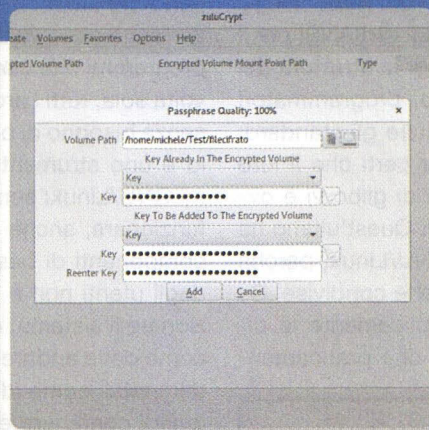 zuluCrypt
ate Volumes Favorites Options Help
pted Volume Path Encrypted Volume Mount Point Path Type
Passphrase Quality: 100% ×
Volume Path /home/michele/Test/filecifrato
Key Already In The Encrypted Volume
Key
Key ●●●●●●●●●●●●●●●●●
Key To Be Added To The Encrypted Volume
Key
Key ●●●●●●●●●●●●●●●●●●●●●●
Reenter Key ●●●●●●●●●●●●●●●●●●●●●●
Add Cancel